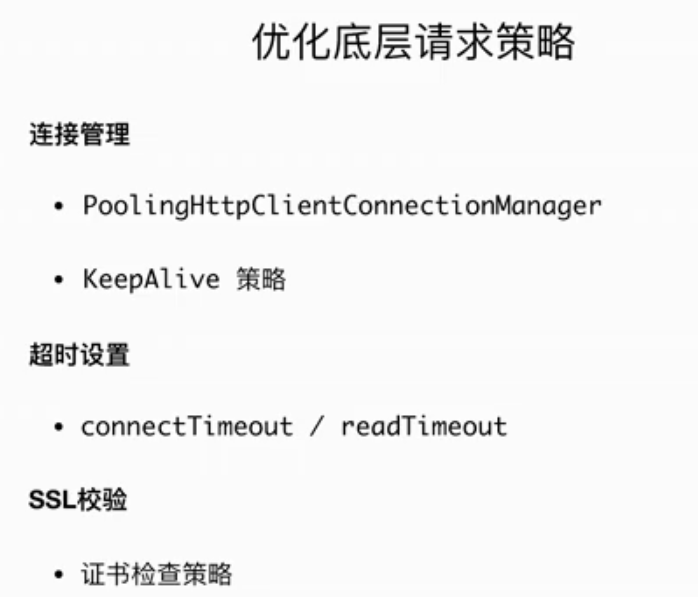 优化底层请求策略
连接管理
• PoolingHttpClientConnectionManager
• KeepAlive 策略
超时设置
• connectTimeout / readTimeout
SSL校验
• 证书检查策略